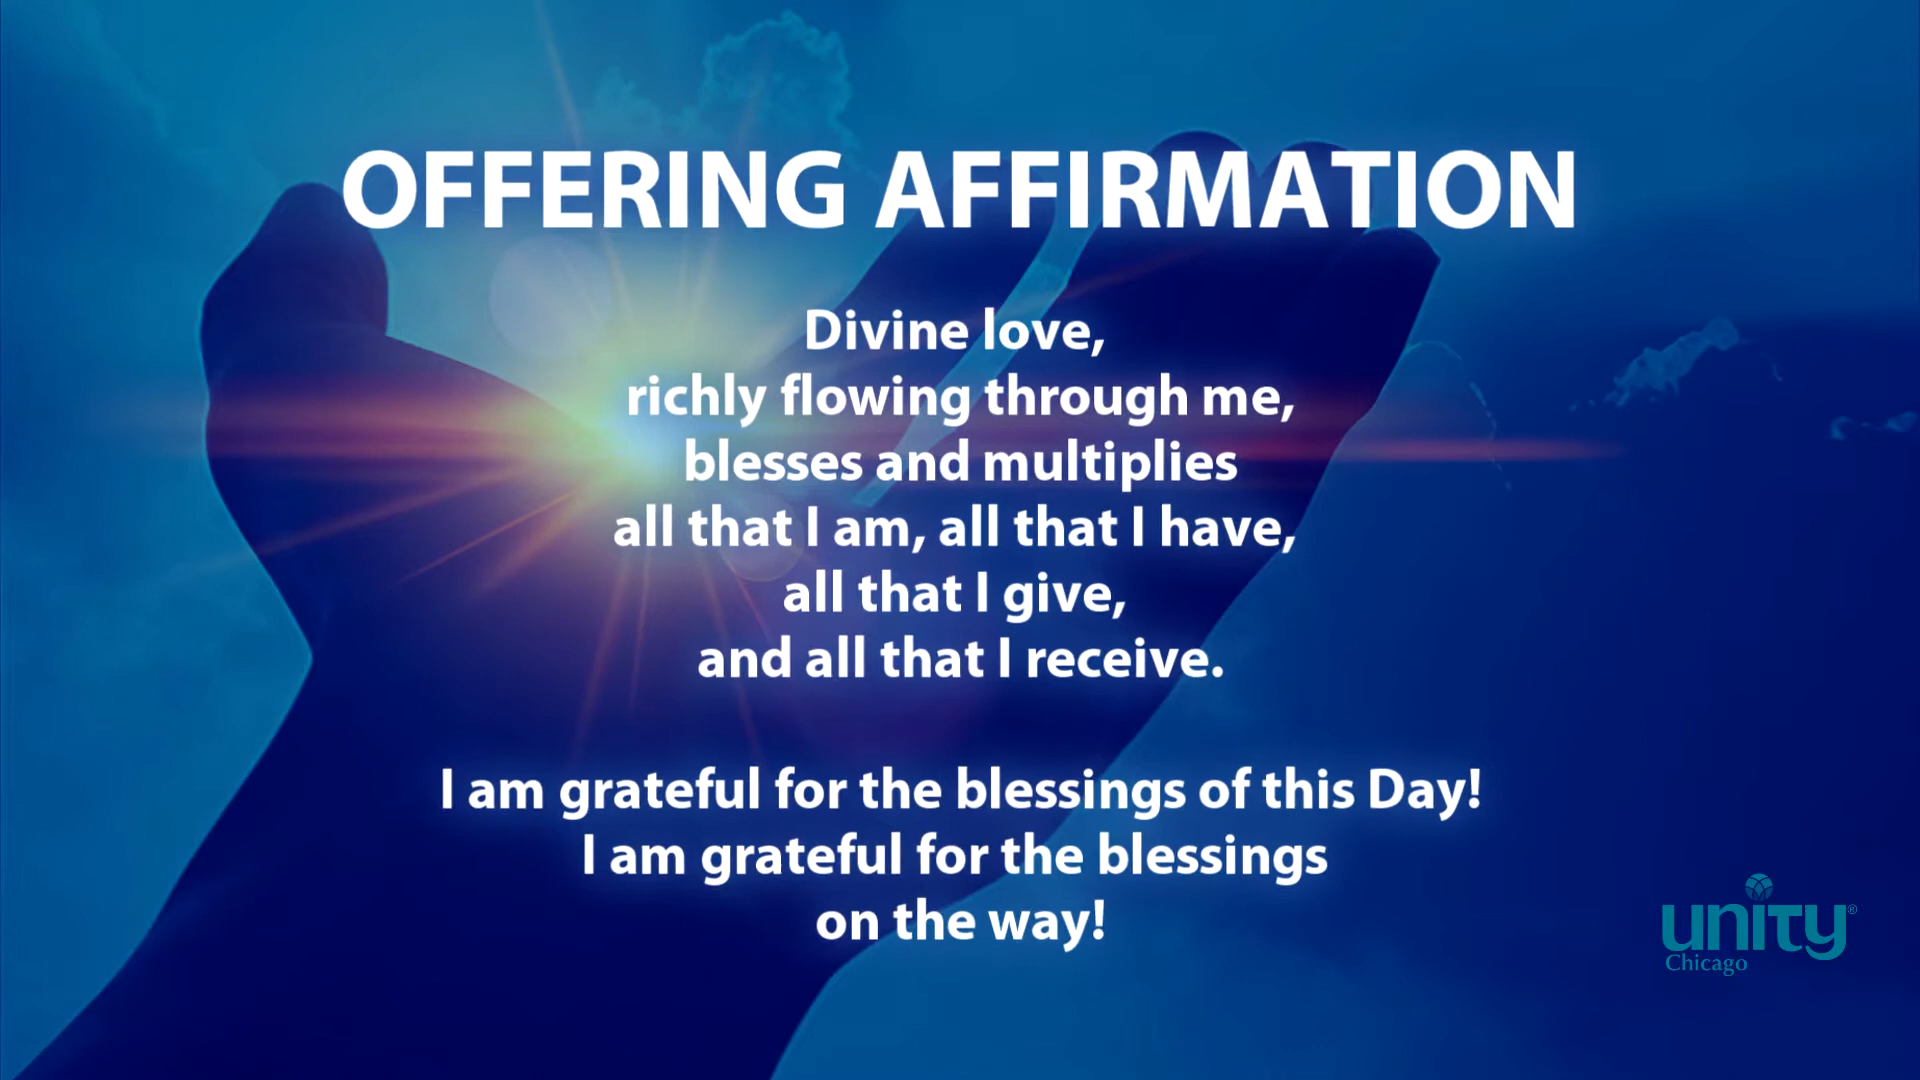 OFFERING AFFIRMATION
Divine love,
richly flowing through me,
blesses and multiplies
all that I am, all that I have,
all that I give,
and all that I receive.
I am grateful for the blessings of this Day!
I am grateful for the blessings
on the way!
unity®
Chicago